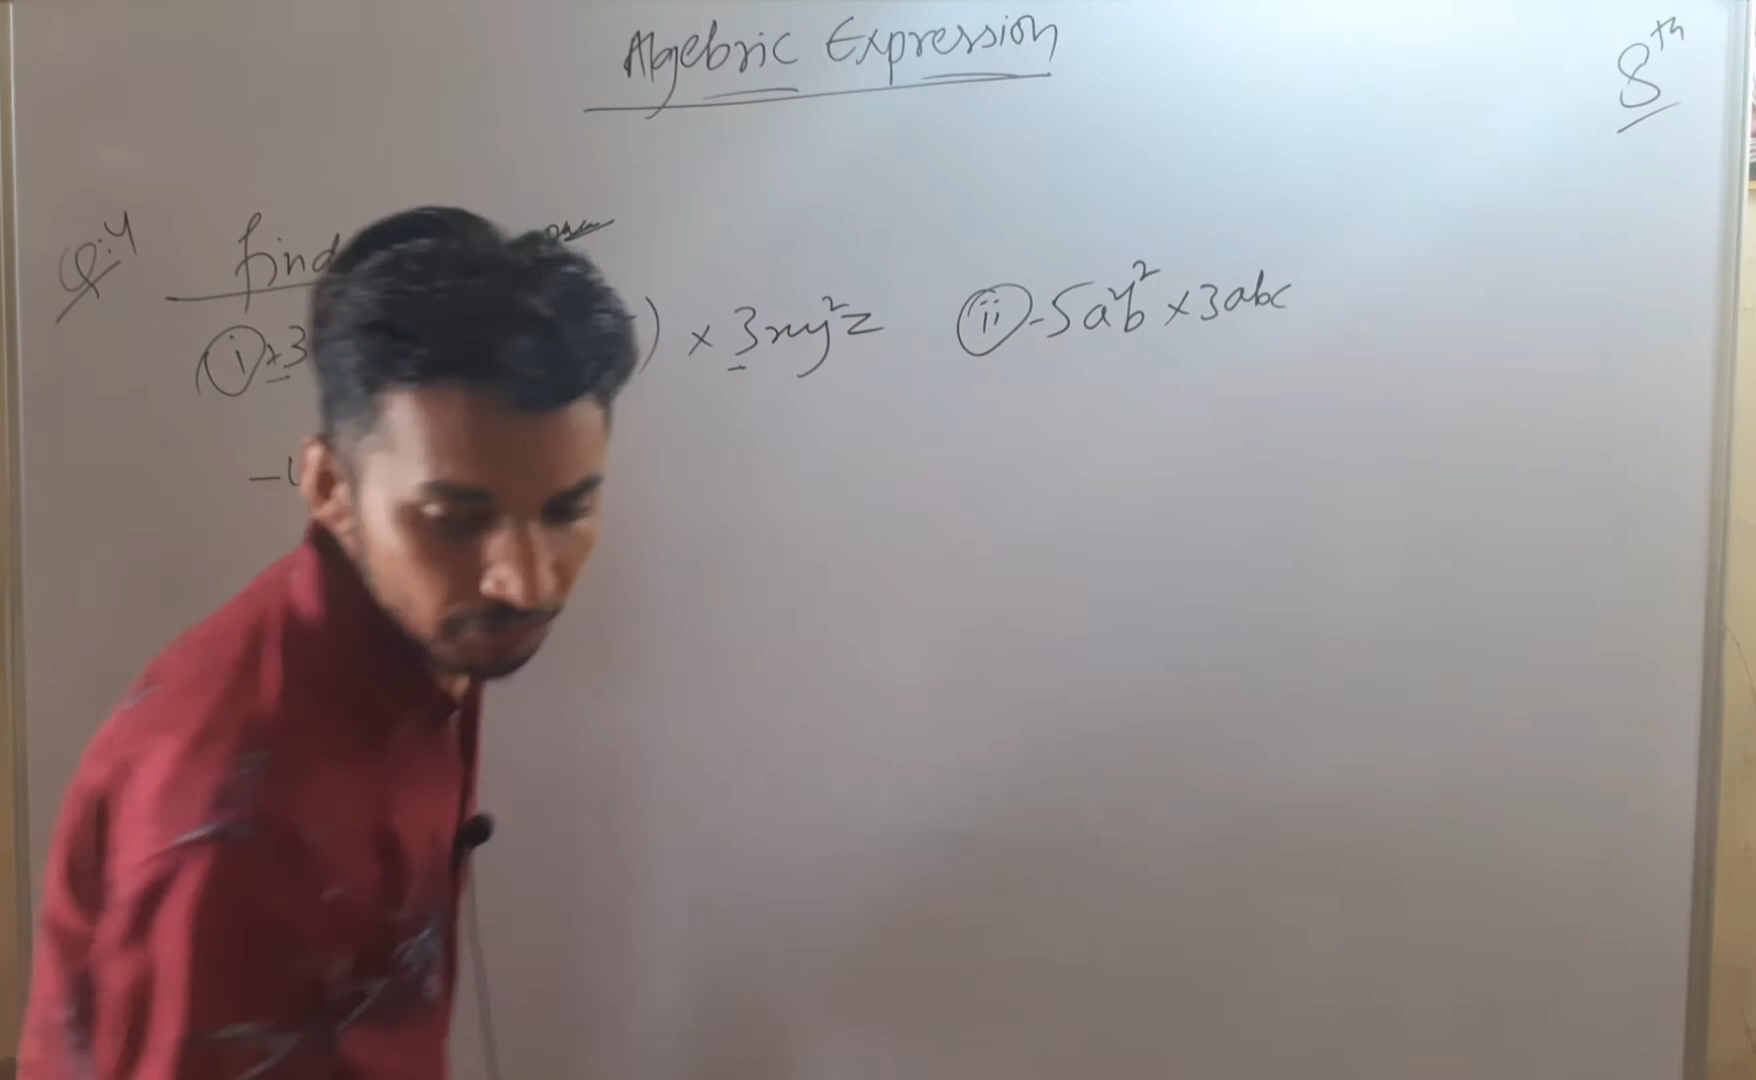 Algebric Expression
8th
Q:4 find
(i) +3 ) × 3xy²z (ii) -5a²b² × 3abc